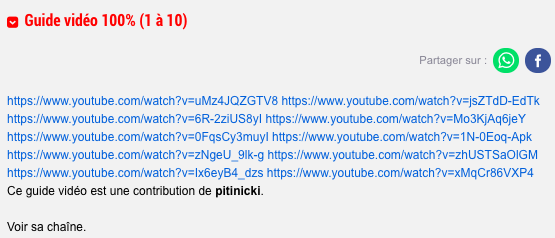 Guide vidéo 100% (1 à 10)
Partager sur :
https://www.youtube.com/watch?v=uMz4JQZGTV8 https://www.youtube.com/watch?v=jsZTdD-EdTk
https://www.youtube.com/watch?v=6R-2ziUS8yI https://www.youtube.com/watch?v=Mo3KjAq6jeY
https://www.youtube.com/watch?v=0FqsCy3muyI https://www.youtube.com/watch?v=1N-0Eoq-Apk
https://www.youtube.com/watch?v=zNgeU_9lk-g https://www.youtube.com/watch?v=zhUSTSaOlGM
https://www.youtube.com/watch?v=Ix6eyB4_dzs https://www.youtube.com/watch?v=xMqCr86VXP4
Ce guide vidéo est une contribution de pitinicki.
Voir sa chaîne.